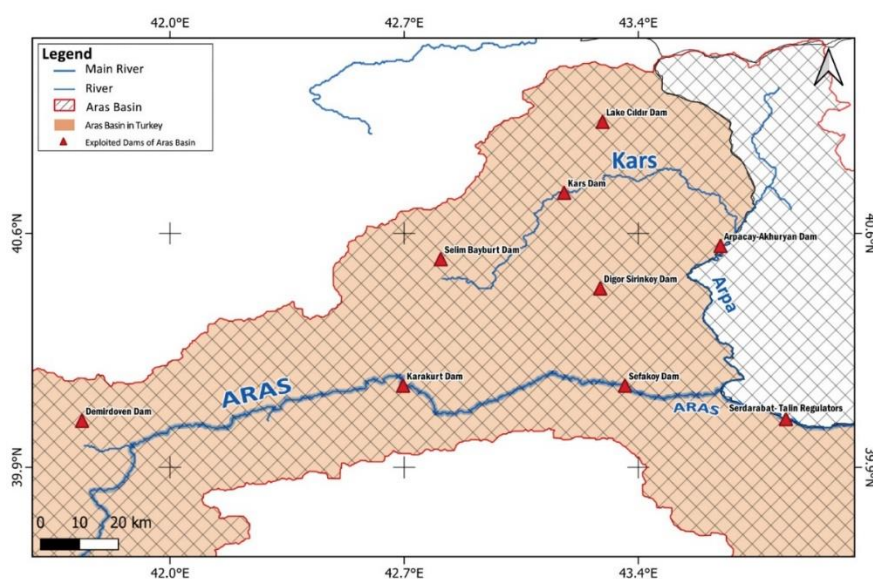 42.0°E
42.7°E
43.4°E
Legend
Main River
River
Aras Basin
Aras Basin in Turkey
Exploited Dams of Aras Basin
Lake Cıldır Dam
Kars
Kars Dam
40.6°N
40.6°N
Selim Bayburt Dam
Arpacay-Akhuryan Dam
Digor Sirinkoy Dam
Arpa
ARAS
Karakurt Dam
Sefakoy Dam
ARAS
Demirdoven Dam
Serdarabat- Talin Regulators
39.9°N
39.9°N
0 10 20 km
42.0°E
42.7°E
43.4°E